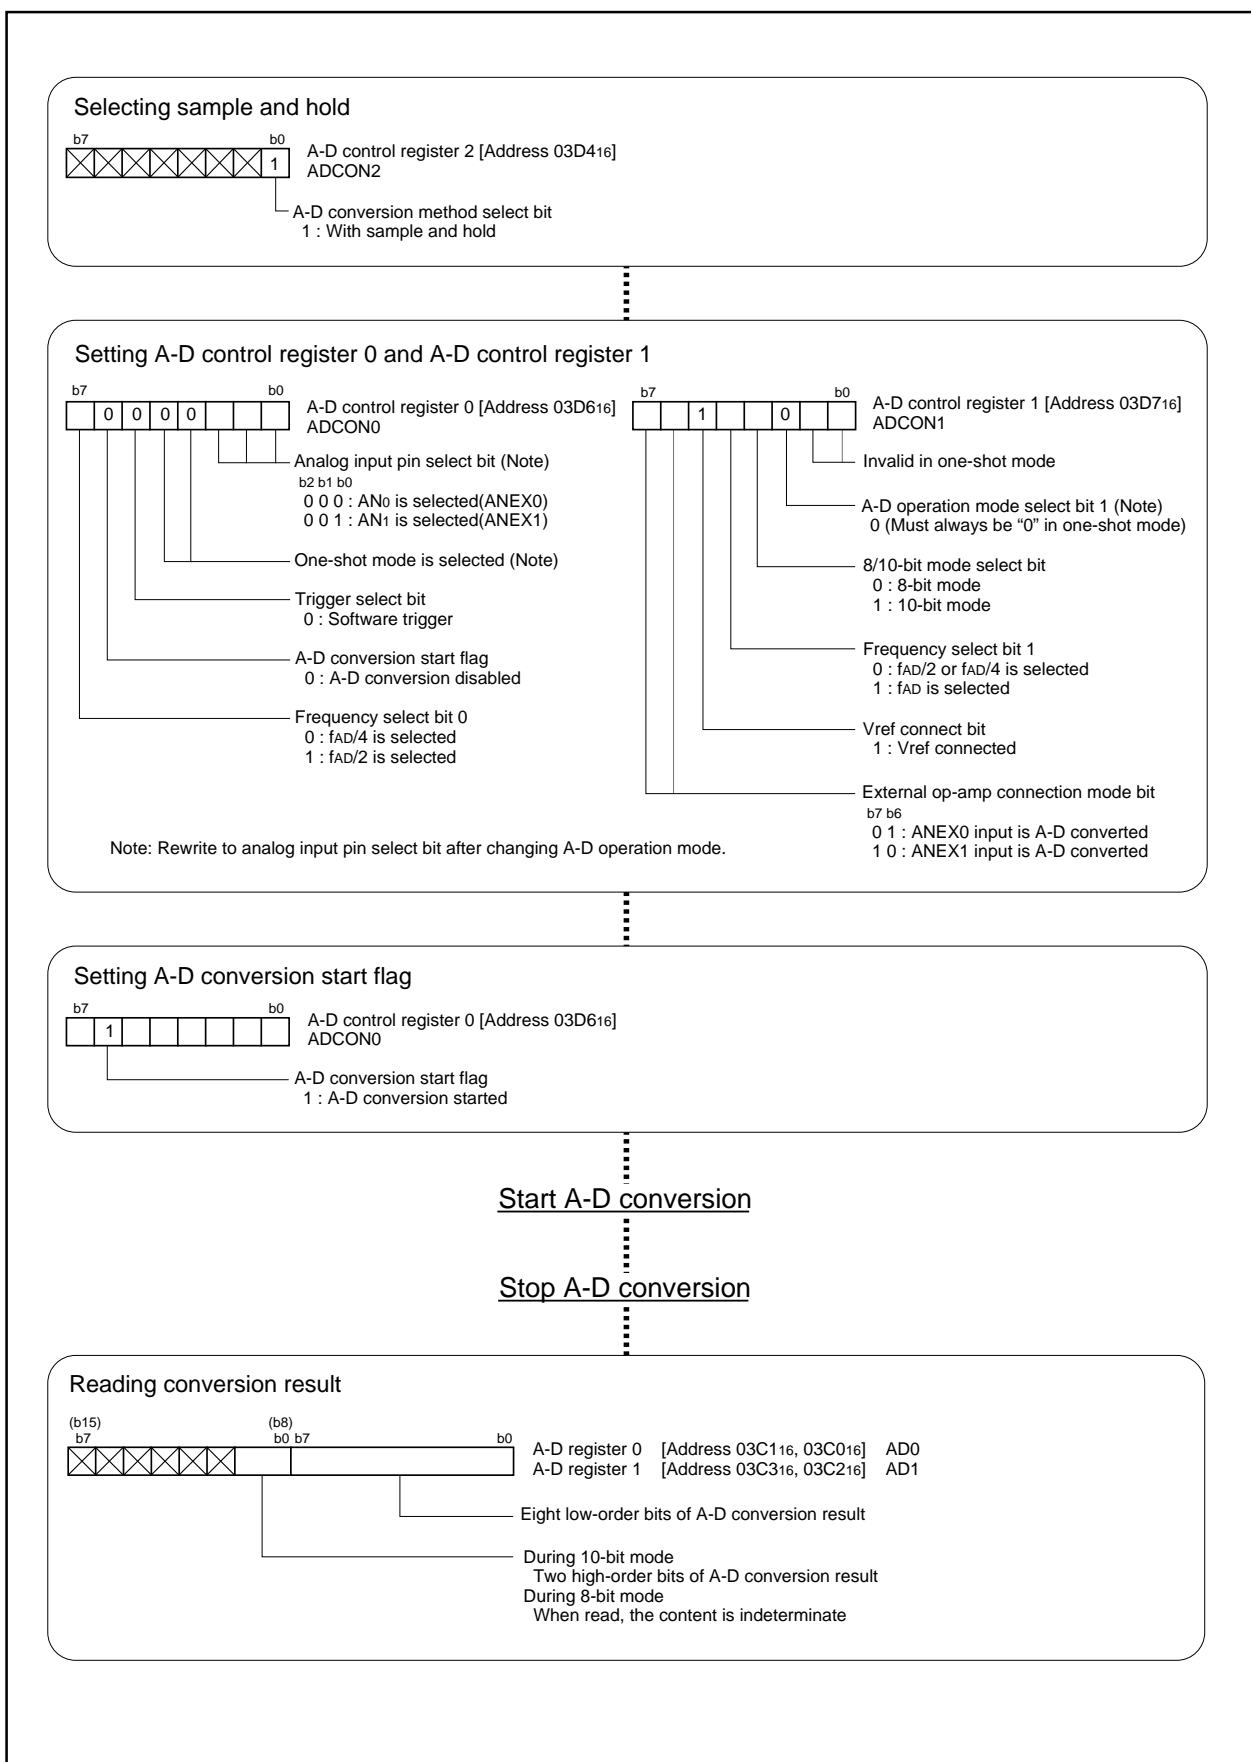 Selecting sample and hold
b7 b0
1
A-D control register 2 [Address 03D416]
ADCON2
A-D conversion method select bit
1 : With sample and hold
Setting A-D control register 0 and A-D control register 1
b7 b0
0 0 0 0
A-D control register 0 [Address 03D616]
ADCON0
Analog input pin select bit (Note)
b2 b1 b0
0 0 0 : AN0 is selected(ANEX0)
0 0 1 : AN1 is selected(ANEX1)
One-shot mode is selected (Note)
Trigger select bit
0 : Software trigger
A-D conversion start flag
0 : A-D conversion disabled
Frequency select bit 0
0 : fAD/4 is selected
1 : fAD/2 is selected
b7 b0
1 0
A-D control register 1 [Address 03D716]
ADCON1
Invalid in one-shot mode
A-D operation mode select bit 1 (Note)
0 (Must always be “0” in one-shot mode)
8/10-bit mode select bit
0 : 8-bit mode
1 : 10-bit mode
Frequency select bit 1
0 : fAD/2 or fAD/4 is selected
1 : fAD is selected
Vref connect bit
1 : Vref connected
External op-amp connection mode bit
b7 b6
0 1 : ANEX0 input is A-D converted
1 0 : ANEX1 input is A-D converted
Note: Rewrite to analog input pin select bit after changing A-D operation mode.
Setting A-D conversion start flag
b7 b0
1
A-D control register 0 [Address 03D616]
ADCON0
A-D conversion start flag
1 : A-D conversion started
Start A-D conversion
Stop A-D conversion
Reading conversion result
(b15) (b8)
b7 b0 b7 b0
A-D register 0 [Address 03C116, 03C016] AD0
A-D register 1 [Address 03C316, 03C216] AD1
Eight low-order bits of A-D conversion result
During 10-bit mode
Two high-order bits of A-D conversion result
During 8-bit mode
When read, the content is indeterminate